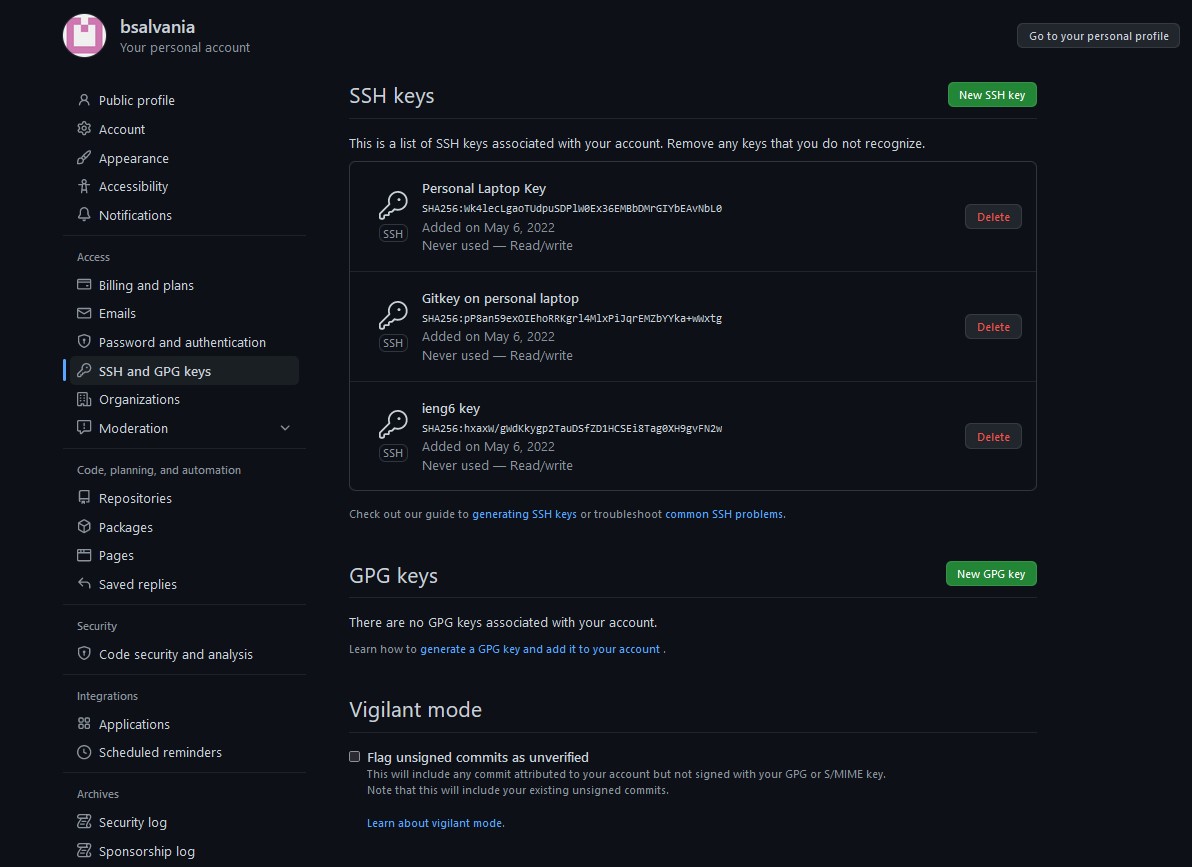 bsalvania
Your personal account
Go to your personal profile
Public profile
Account
Appearance
Accessibility
Notifications
Access
Billing and plans
Emails
Password and authentication
SSH and GPG keys
Organizations
Moderation
Code, planning, and automation
Repositories
Packages
Pages
Saved replies
Security
Code security and analysis
Integrations
Applications
Scheduled reminders
Archives
Security log
Sponsorship log
SSH keys
New SSH key
This is a list of SSH keys associated with your account. Remove any keys that you do not recognize.
Personal Laptop Key
SHA256:Wk4lecLgaoTUdpuSDPlW0Ex36EMBbDMrGIYbEAvNbL0
Added on May 6, 2022
Never used — Read/write
SSH
Delete
Gitkey on personal laptop
SHA256:pP8an59exOIEhoRRKgrl4MlxPiJqrEMZbYYka+wWxtg
Added on May 6, 2022
Never used — Read/write
SSH
Delete
ieng6 key
SHA256:hxaxW/gWdKkygp2TauDSfZD1HCSEi8Tag0XH9gvFN2w
Added on May 6, 2022
Never used — Read/write
SSH
Delete
Check out our guide to generating SSH keys or troubleshoot common SSH problems.
GPG keys
New GPG key
There are no GPG keys associated with your account.
Learn how to generate a GPG key and add it to your account .
Vigilant mode
Flag unsigned commits as unverified
This will include any commit attributed to your account but not signed with your GPG or S/MIME key.
Note that this will include your existing unsigned commits.
Learn about vigilant mode.